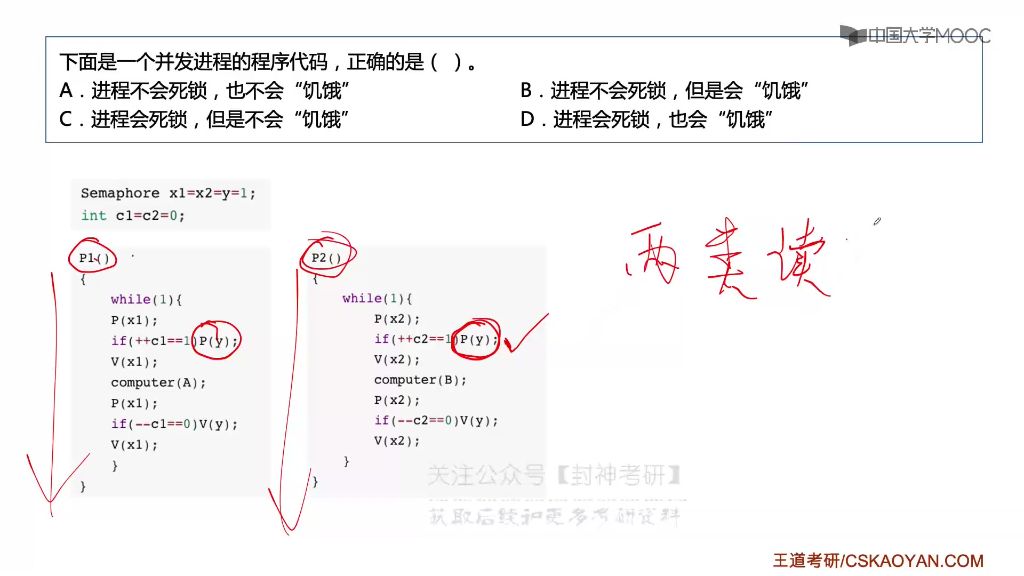 中国大学MOOC
下面是一个并发进程的程序代码，正确的是（ ）。
A．进程不会死锁，也不会“饥饿”
B．进程不会死锁，但是会“饥饿”
C．进程会死锁，但是不会“饥饿”
D．进程会死锁，也会“饥饿”
Semaphore x1=x2=y=1;
int c1=c2=0;
P1()
{
while(1){
P(x1);
if(++c1==1)P(y);
V(x1);
computer(A);
P(x1);
if(--c1==0)V(y);
V(x1);
}
}
P2()
{
while(1){
P(x2);
if(++c2==1)P(y);
V(x2);
computer(B);
P(x2);
if(--c2==0)V(y);
V(x2);
}
}
两类读
关注公众号【封神考研】
获取后续和更多考研资料
王道考研/CSKAOYAN.COM